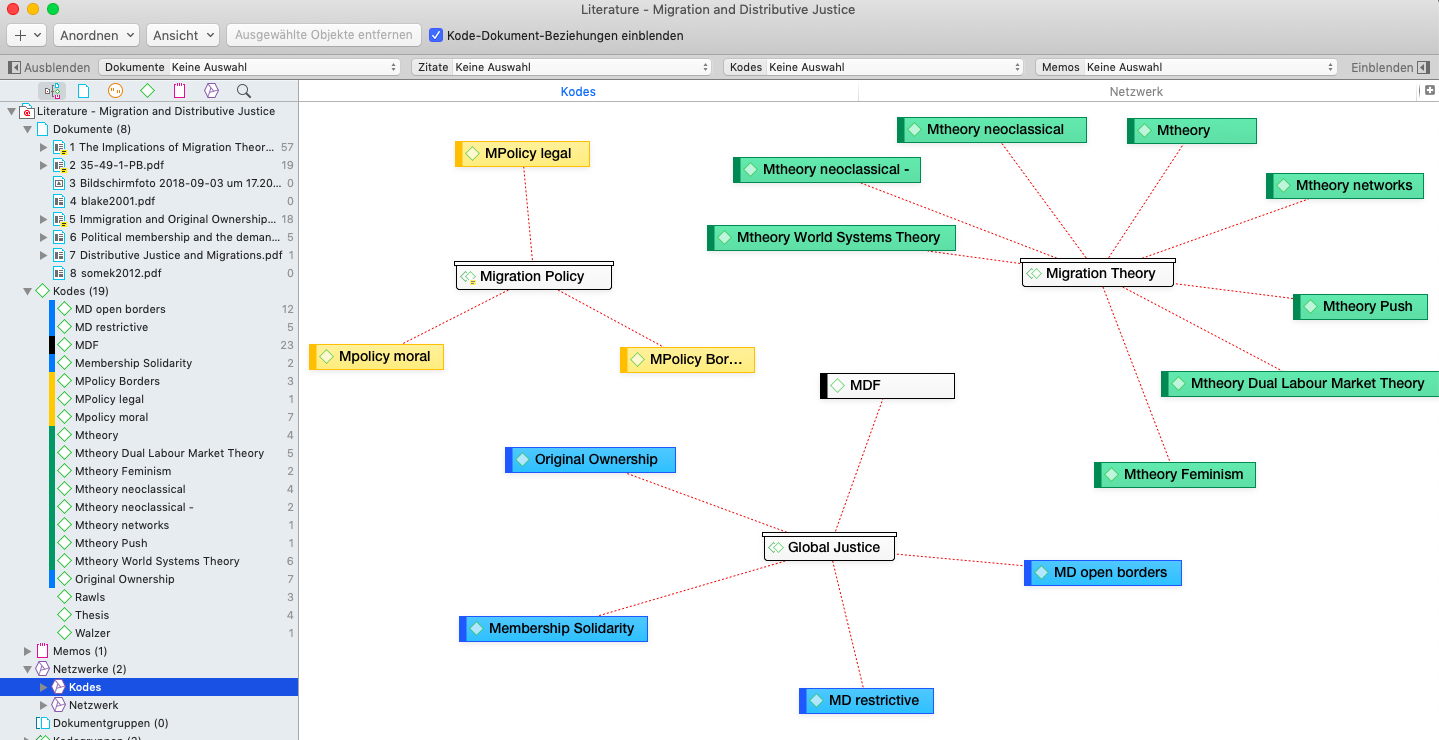 Literature - Migration and Distributive Justice
Anordnen Ansicht Ausgewählte Objekte entfernen Kode-Dokument-Beziehungen einblenden
Ausblenden Dokumente Keine Auswahl Zitate Keine Auswahl Kodes Keine Auswahl Memos Keine Auswahl Einblenden
Kodes Netzwerk
Literature - Migration and Distributive Justice
Dokumente (8)
1 The Implications of Migration Theor... 57
2 35-49-1-PB.pdf 19
3 Bildschirmfoto 2018-09-03 um 17.20... 0
4 blake2001.pdf 0
5 Immigration and Original Ownership... 18
6 Political membership and the deman... 5
7 Distributive Justice and Migrations.pdf 1
8 somek2012.pdf 0
Kodes (19)
MD open borders 12
MD restrictive 5
MDF 23
Membership Solidarity 2
MPolicy Borders 3
MPolicy legal 1
Mpolicy moral 7
Mtheory 4
Mtheory Dual Labour Market Theory 5
Mtheory Feminism 2
Mtheory neoclassical 4
Mtheory neoclassical - 2
Mtheory networks 1
Mtheory Push 1
Mtheory World Systems Theory 6
Original Ownership 7
Rawls 3
Thesis 4
Walzer 1
Memos (1)
Netzwerke (2)
Kodes
Netzwerk
Dokumentgruppen (0)
Kodegruppen (3)
MPolicy legal
Migration Policy
Mpolicy moral
MPolicy Bor...
Mtheory neoclassical
Mtheory
Mtheory neoclassical -
Mtheory networks
Mtheory World Systems Theory
Migration Theory
Mtheory Push
Mtheory Dual Labour Market Theory
Mtheory Feminism
MDF
Original Ownership
Global Justice
MD open borders
Membership Solidarity
MD restrictive